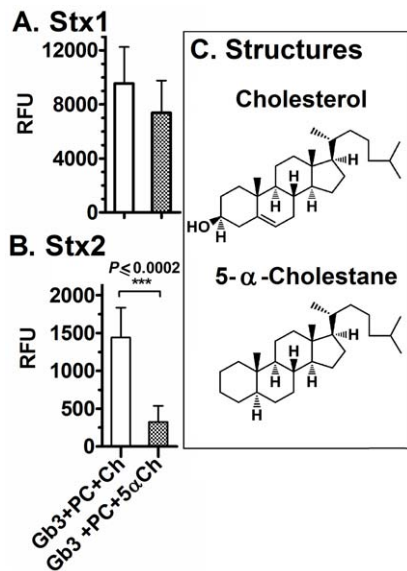 A. Stx1
12000
8000
4000
0
RFU
B. Stx2
P≤0.0002
***
2000
1500
1000
500
0
RFU
Gb3+PC+Ch
Gb3 +PC+5αCh
C. Structures
Cholesterol
H
H
H
H
HO
H
5-α-Cholestane
H
H
H
H
H